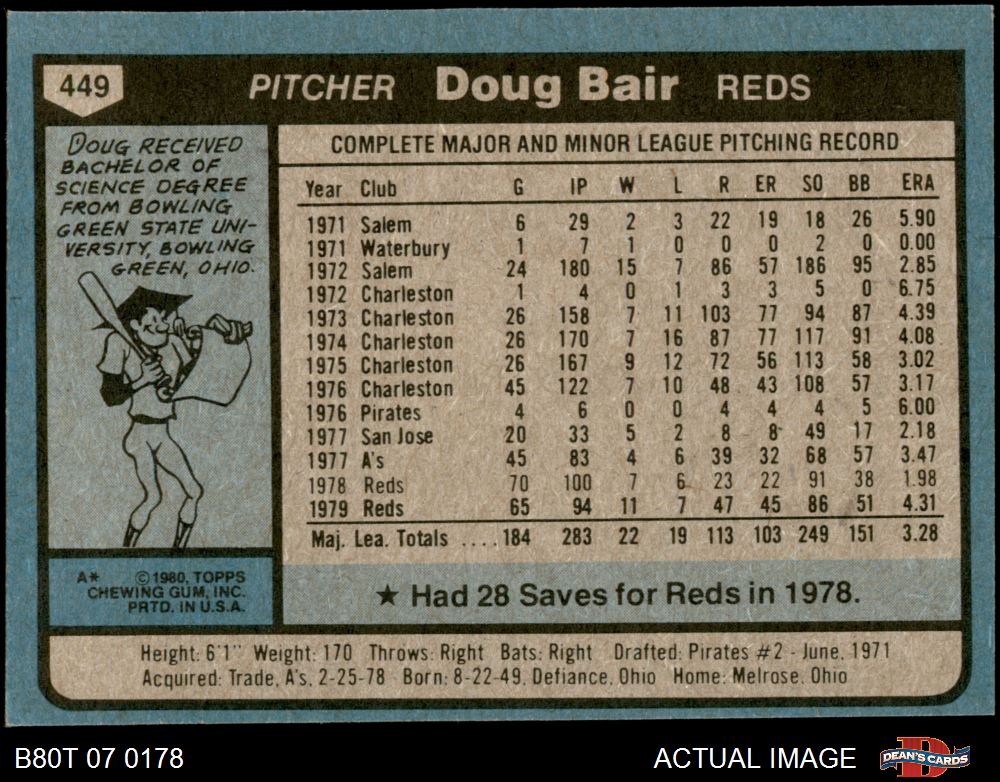 449
PITCHER Doug Bair REDS
DOUG RECEIVED
BACHELOR OF
SCIENCE DEGREE
FROM BOWLING
GREEN STATE UNI-
VERSITY, BOWLING
GREEN, OHIO.
COMPLETE MAJOR AND MINOR LEAGUE PITCHING RECORD
Year Club G IP W L R ER SO BB ERA
1971 Salem 6 29 2 3 22 19 18 26 5.90
1971 Waterbury 1 7 1 0 0 0 2 0 0.00
1972 Salem 24 180 15 7 86 57 186 95 2.85
1972 Charleston 1 4 0 1 3 3 5 0 6.75
1973 Charleston 26 158 7 11 103 77 94 87 4.39
1974 Charleston 26 170 7 16 87 77 117 91 4.08
1975 Charleston 26 167 9 12 72 56 113 58 3.02
1976 Charleston 45 122 7 10 48 43 108 57 3.17
1976 Pirates 4 6 0 0 4 4 4 5 6.00
1977 San Jose 20 33 5 2 8 8 49 17 2.18
1977 A's 45 83 4 6 39 32 68 57 3.47
1978 Reds 70 100 7 6 23 22 91 38 1.98
1979 Reds 65 94 11 7 47 45 86 51 4.31
Maj. Lea. Totals ....184 283 22 19 113 103 249 151 3.28
A* ©1980, TOPPS
CHEWING GUM, INC.
PRTD. IN U.S.A.
★ Had 28 Saves for Reds in 1978.
Height: 6'1" Weight: 170 Throws: Right Bats: Right Drafted: Pirates #2 - June, 1971
Acquired: Trade, A's, 2-25-78 Born: 8-22-49, Defiance, Ohio Home: Melrose, Ohio
B80T 07 0178
ACTUAL IMAGE
DEAN'S CARDS